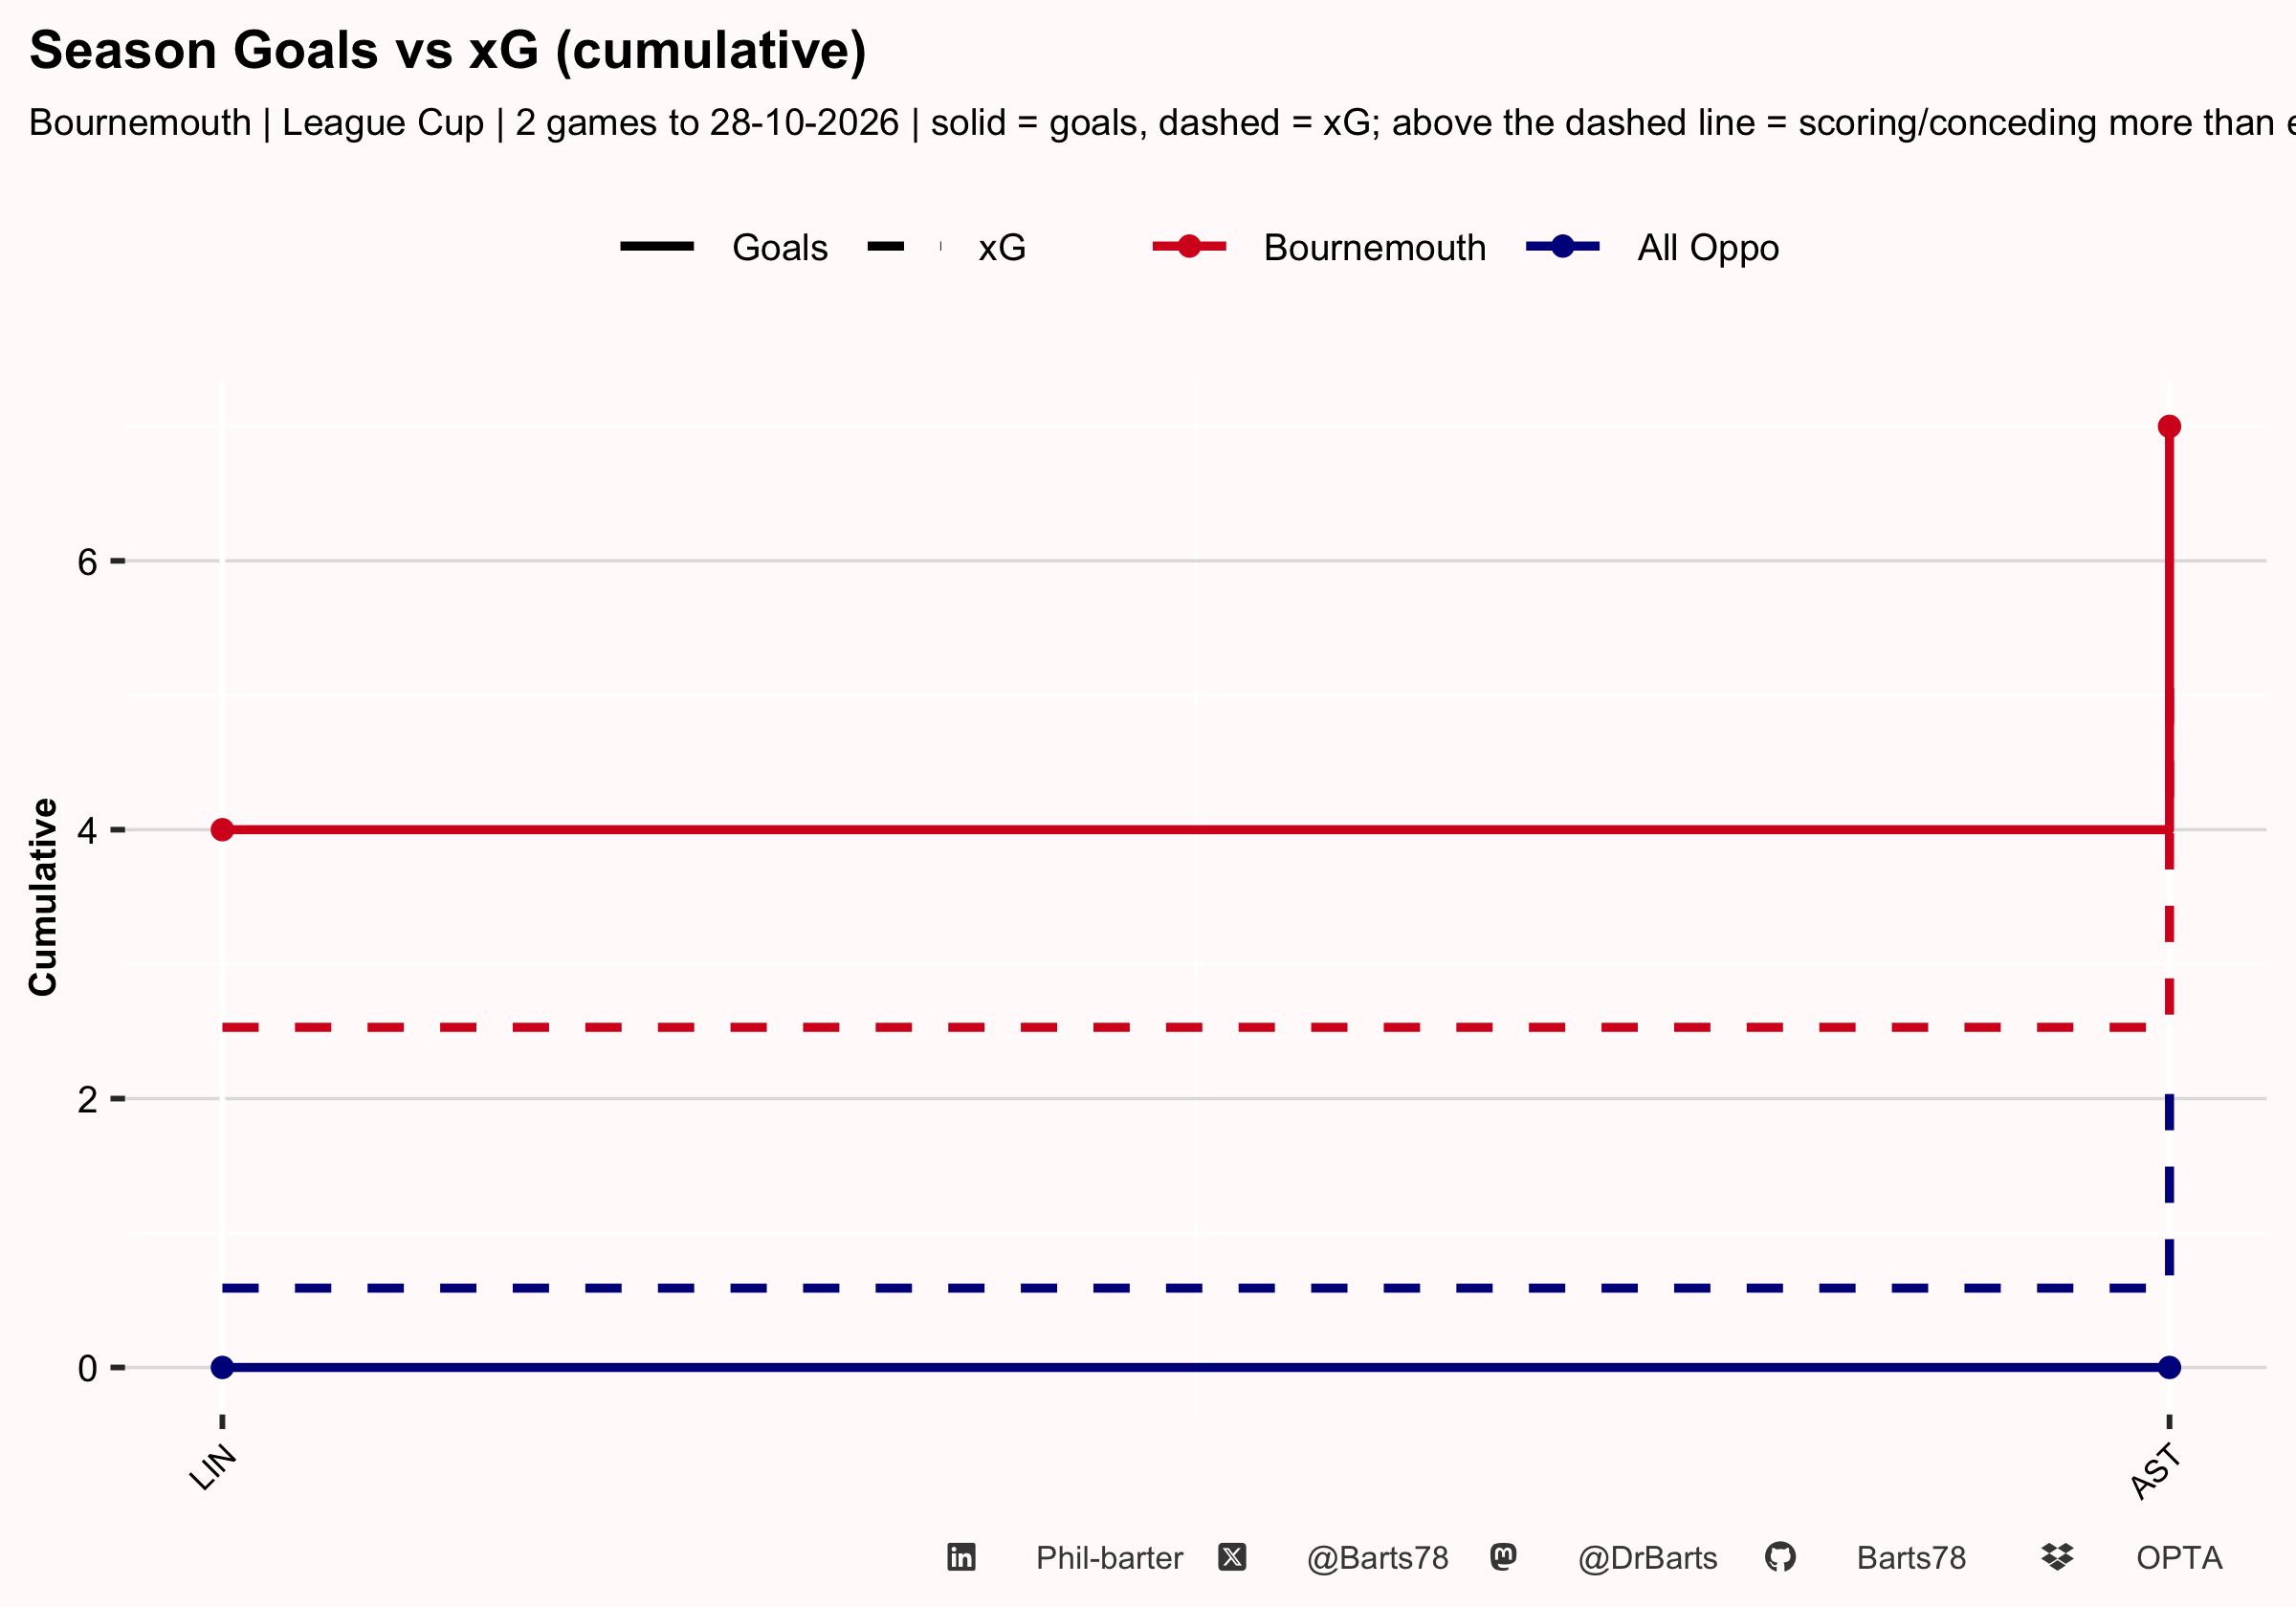 Season Goals vs xG (cumulative)
Bournemouth | League Cup | 2 games to 28-10-2026 | solid = goals, dashed = xG; above the dashed line = scoring/conceding more than
Goals xG Bournemouth All Oppo
Cumulative
6
4
2
0
LIN AST
Phil-barter @Barts78 @DrBarts Barts78 OPTA